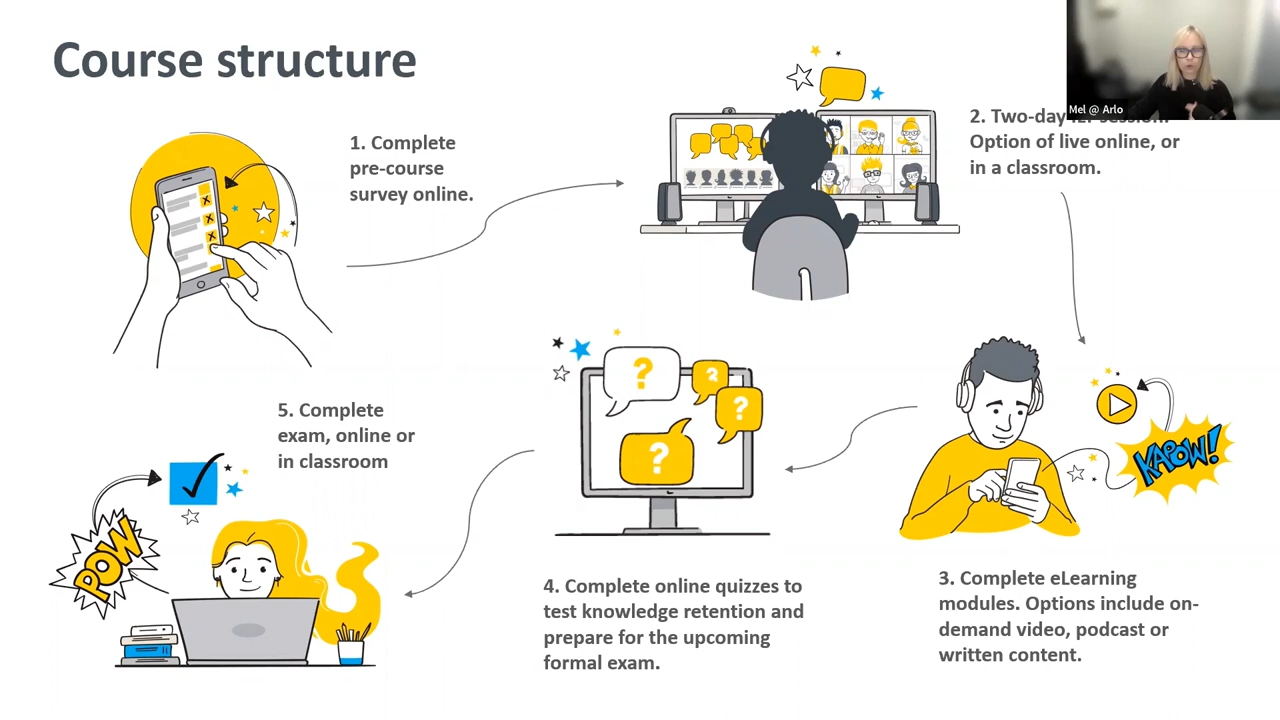 Course structure
Mel @ Arlo
1. Complete
pre-course
survey online.
2. Two-day
Option of live online, or
in a classroom.
KAPOW!
3. Complete eLearning
modules. Options include on-
demand video, podcast or
written content.
?
?
?
?
4. Complete online quizzes to
test knowledge retention and
prepare for the upcoming
formal exam.
5. Complete
exam, online or
in classroom
POW